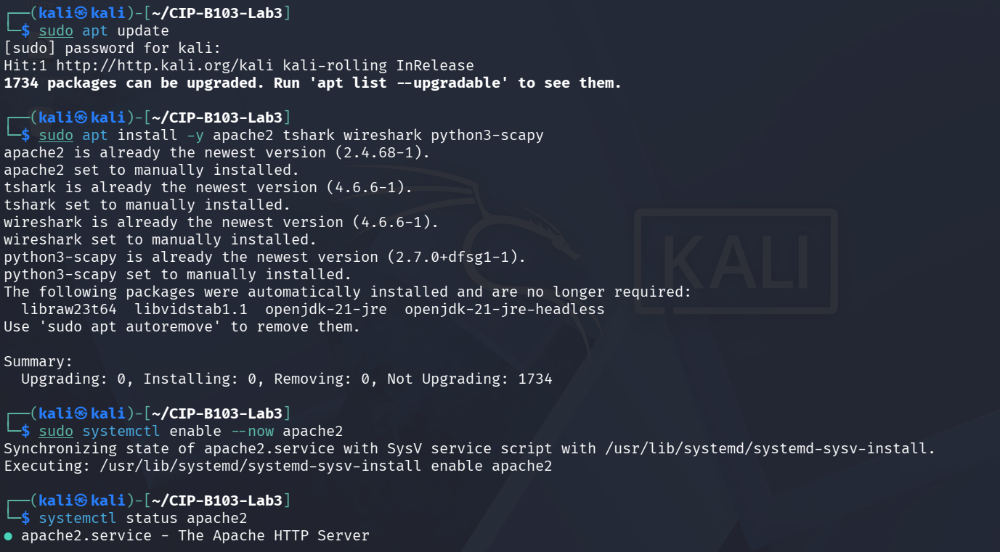 ┌──(kali㉿kali)-[~/CIP-B103-Lab3]
└─$ sudo apt update
[sudo] password for kali:
Hit:1 http://http.kali.org/kali kali-rolling InRelease
1734 packages can be upgraded. Run 'apt list --upgradable' to see them.
┌──(kali㉿kali)-[~/CIP-B103-Lab3]
└─$ sudo apt install -y apache2 tshark wireshark python3-scapy
apache2 is already the newest version (2.4.68-1).
apache2 set to manually installed.
tshark is already the newest version (4.6.6-1).
tshark set to manually installed.
wireshark is already the newest version (4.6.6-1).
wireshark set to manually installed.
python3-scapy is already the newest version (2.7.0+dfsg1-1).
python3-scapy set to manually installed.
The following packages were automatically installed and are no longer required:
  libraw23t64  libvidstab1.1  openjdk-21-jre  openjdk-21-jre-headless
Use 'sudo apt autoremove' to remove them.
Summary:
  Upgrading: 0, Installing: 0, Removing: 0, Not Upgrading: 1734
┌──(kali㉿kali)-[~/CIP-B103-Lab3]
└─$ sudo systemctl enable --now apache2
Synchronizing state of apache2.service with SysV service script with /usr/lib/systemd/systemd-sysv-install.
Executing: /usr/lib/systemd/systemd-sysv-install enable apache2
┌──(kali㉿kali)-[~/CIP-B103-Lab3]
└─$ systemctl status apache2
● apache2.service - The Apache HTTP Server
KALI